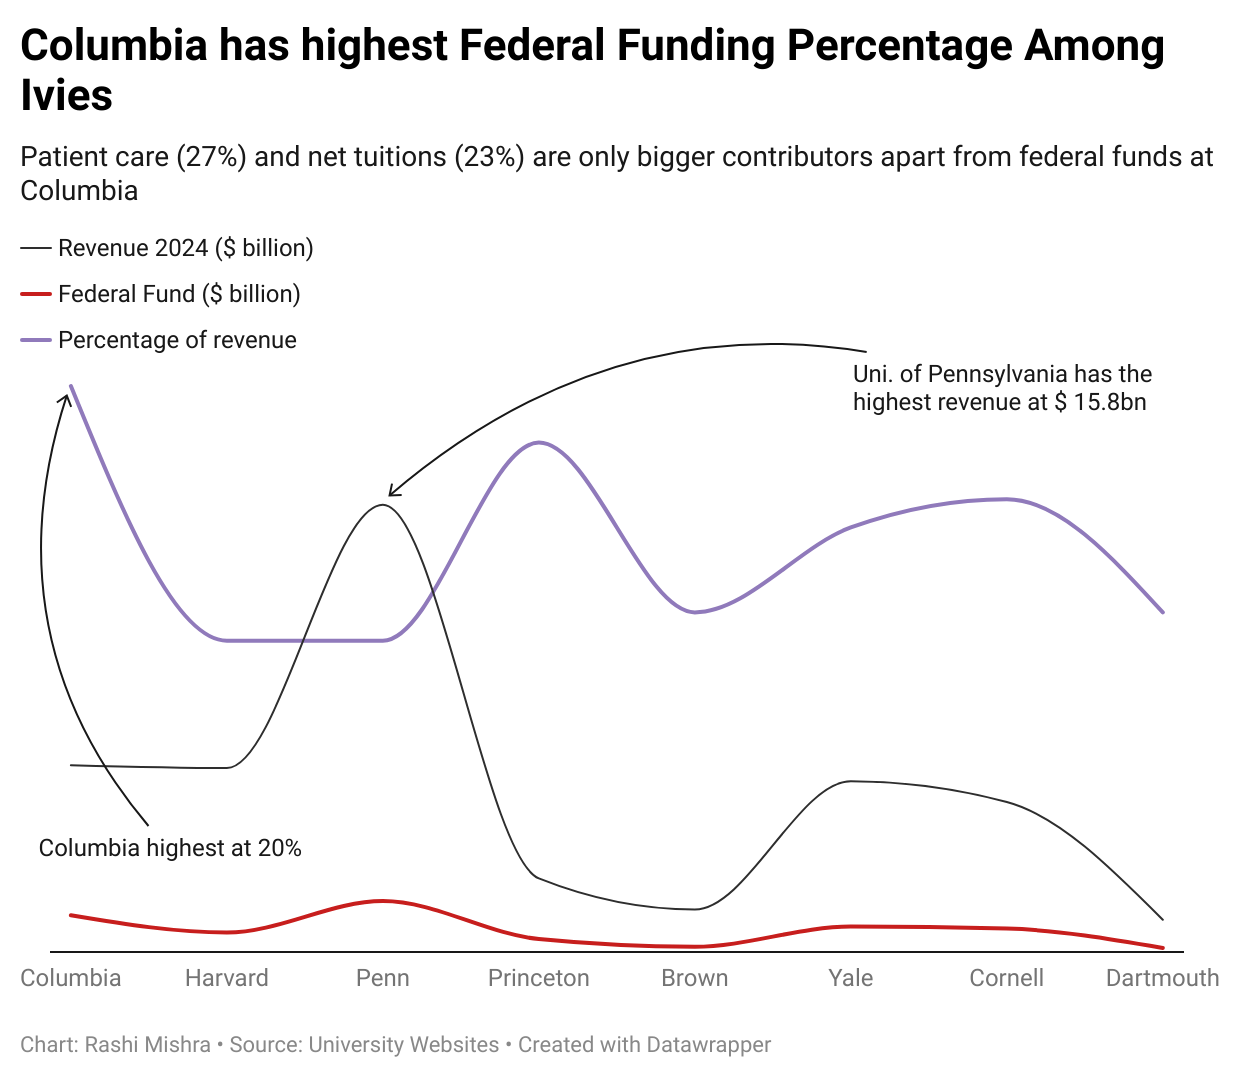 Columbia has highest Federal Funding Percentage Among
Ivies
Patient care (27%) and net tuitions (23%) are only bigger contributors apart from federal funds at
Columbia
Revenue 2024 ($ billion)
Federal Fund ($ billion)
Percentage of revenue
Uni. of Pennsylvania has the
highest revenue at $ 15.8bn
Columbia highest at 20%
Columbia
Harvard
Penn
Princeton
Brown
Yale
Cornell
Dartmouth
Chart: Rashi Mishra • Source: University Websites • Created with Datawrapper